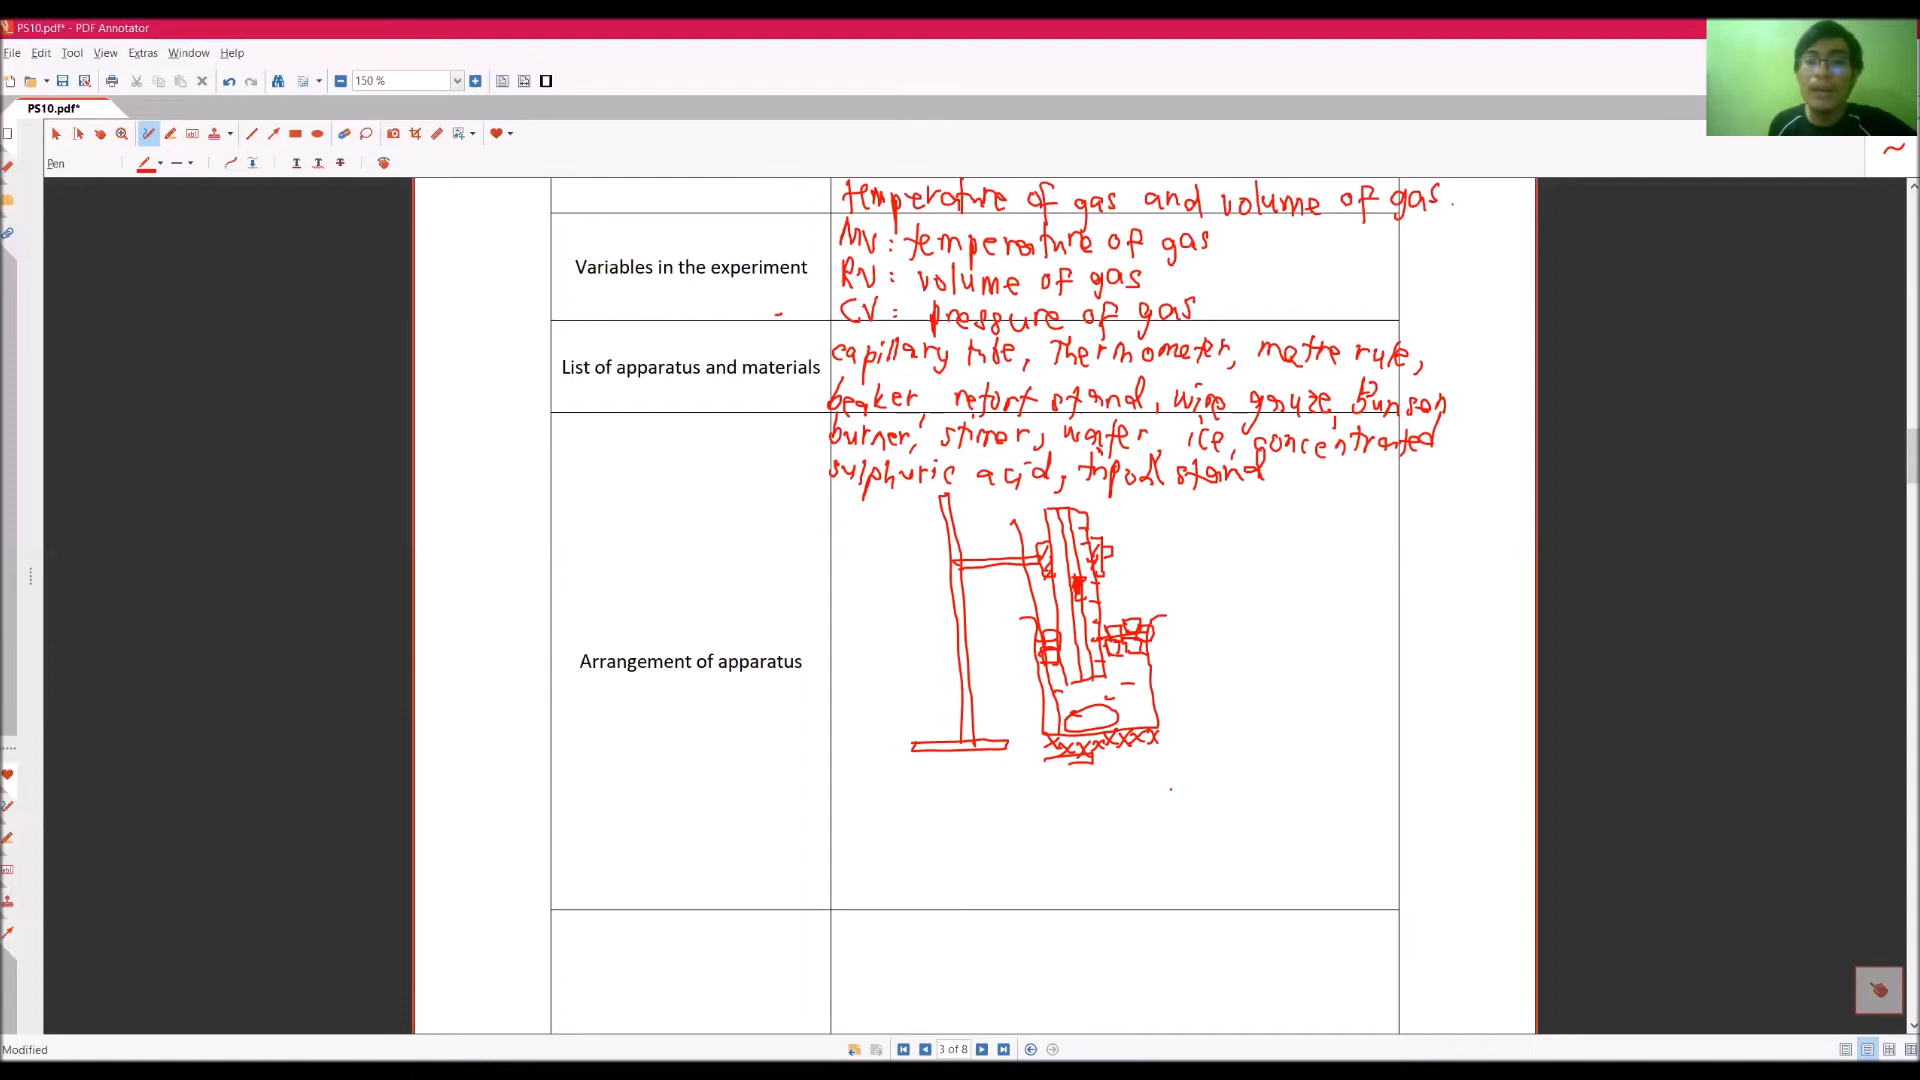 PS10.pdf* - PDF Annotator
File Edit Tool View Extras Window Help
150 %
PS10.pdf*
Pen
temperature of gas and volume of gas.
Variables in the experiment
MV: temperature of gas
RV: volume of gas
CV: pressure of gas
List of apparatus and materials
capillary tube, Thermometer, metre rule,
beaker, retort stand, wire gauze, bunsen
burner, stirrer, water, ice, concentrated
sulphuric acid, tripod stand
Arrangement of apparatus
Modified
3 of 8